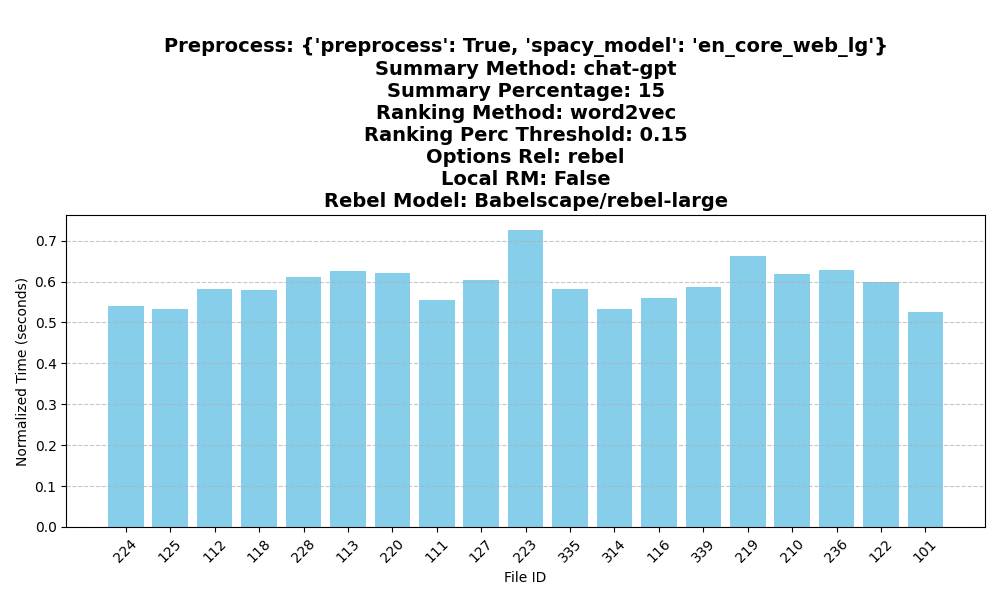 Preprocess: {'preprocess': True, 'spacy_model': 'en_core_web_lg'}
Summary Method: chat-gpt
Summary Percentage: 15
Ranking Method: word2vec
Ranking Perc Threshold: 0.15
Options Rel: rebel
Local RM: False
Rebel Model: Babelscape/rebel-large
Normalized Time (seconds)
0.7
0.6
0.5
0.4
0.3
0.2
0.1
0.0
224 125 112 118 228 113 220 111 127 223 335 314 116 339 219 210 236 122 101
File ID